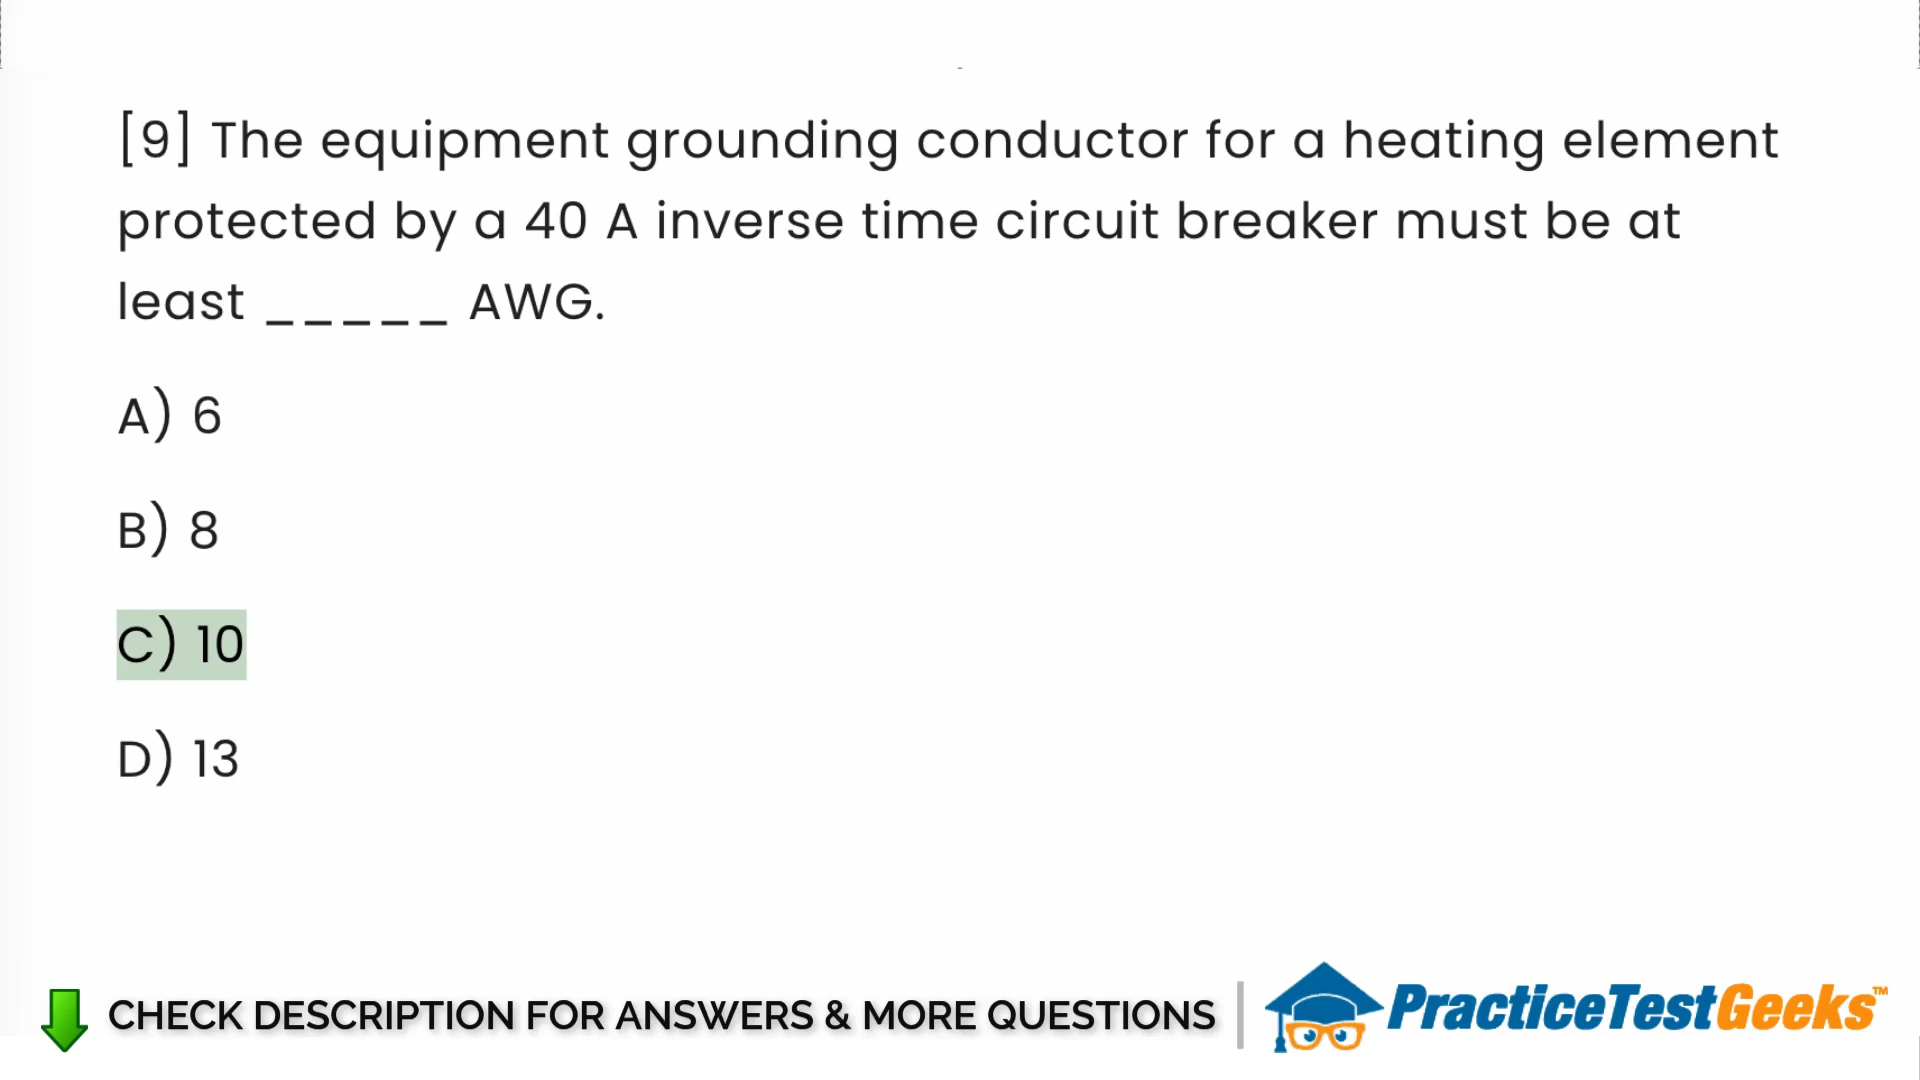 [9] The equipment grounding conductor for a heating element
protected by a 40 A inverse time circuit breaker must be at
least _____ AWG.
A) 6
B) 8
C) 10
D) 13
CHECK DESCRIPTION FOR ANSWERS & MORE QUESTIONS
PracticeTestGeeks™